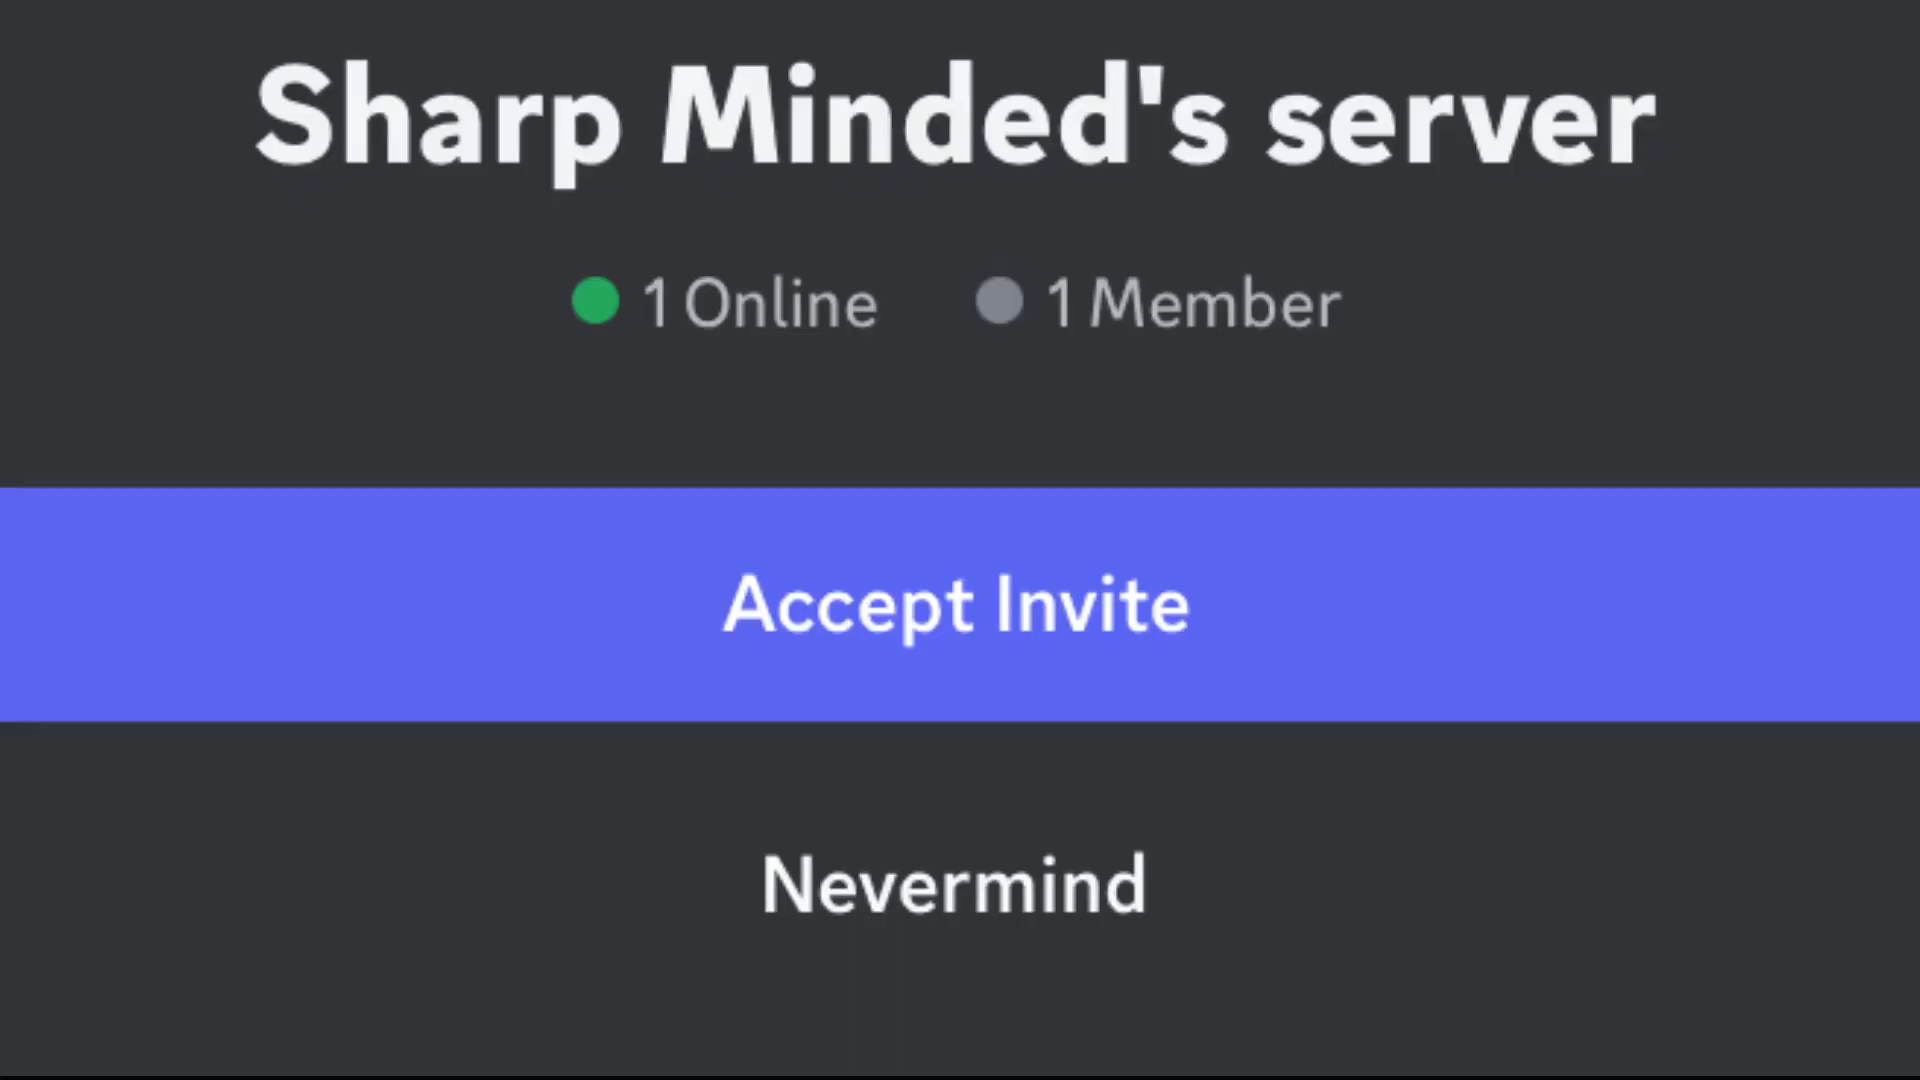 Sharp Minded's server
1 Online 1 Member
Accept Invite
Nevermind